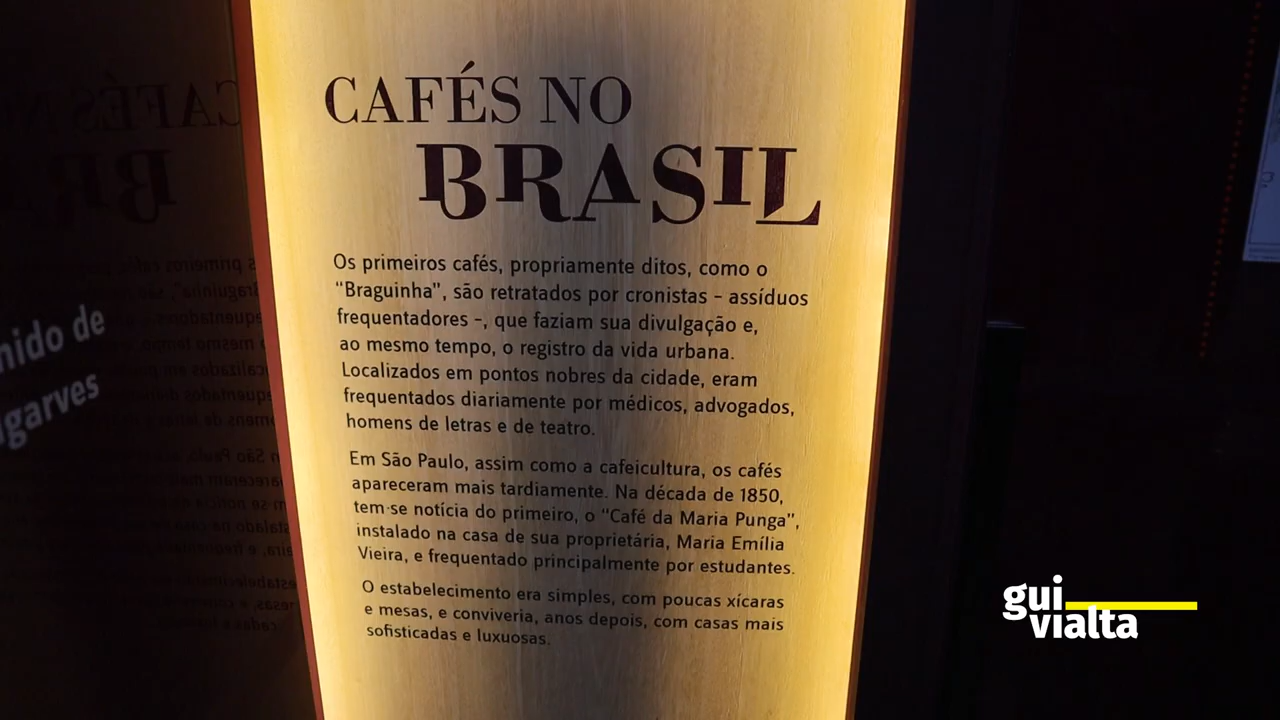 CAFÉS NO
BRASIL
Os primeiros cafés, propriamente ditos, como o
“Braguinha”, são retratados por cronistas – assíduos
frequentadores –, que faziam sua divulgação e,
ao mesmo tempo, o registro da vida urbana.
Localizados em pontos nobres da cidade, eram
frequentados diariamente por médicos, advogados,
homens de letras e de teatro.
Em São Paulo, assim como a cafeicultura, os cafés
apareceram mais tardiamente. Na década de 1850,
tem-se notícia do primeiro, o “Café da Maria Punga”,
instalado na casa de sua proprietária, Maria Emília
Vieira, e frequentado principalmente por estudantes.
O estabelecimento era simples, com poucas xícaras
e mesas, e conviveria, anos depois, com casas mais
sofisticadas e luxuosas.
nido de
garves
gui
vialta